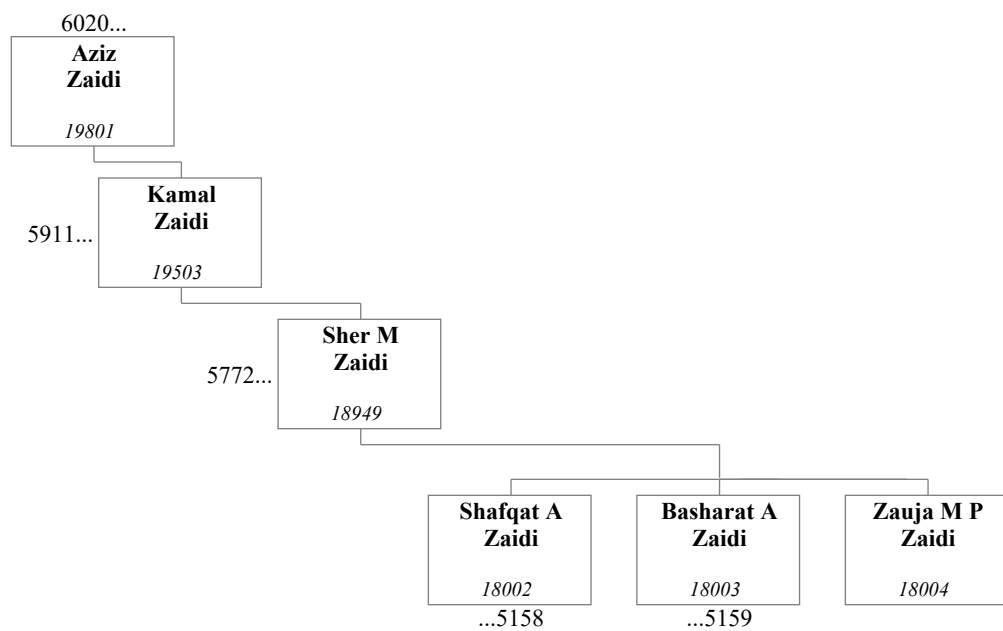 6020...
Aziz
Zaidi
19801
Kamal
Zaidi
5911...
19503
Sher M
Zaidi
5772...
18949
Shafqat A
Zaidi
18002
...5158
Basharat A
Zaidi
18003
...5159
Zauja M P
Zaidi
18004